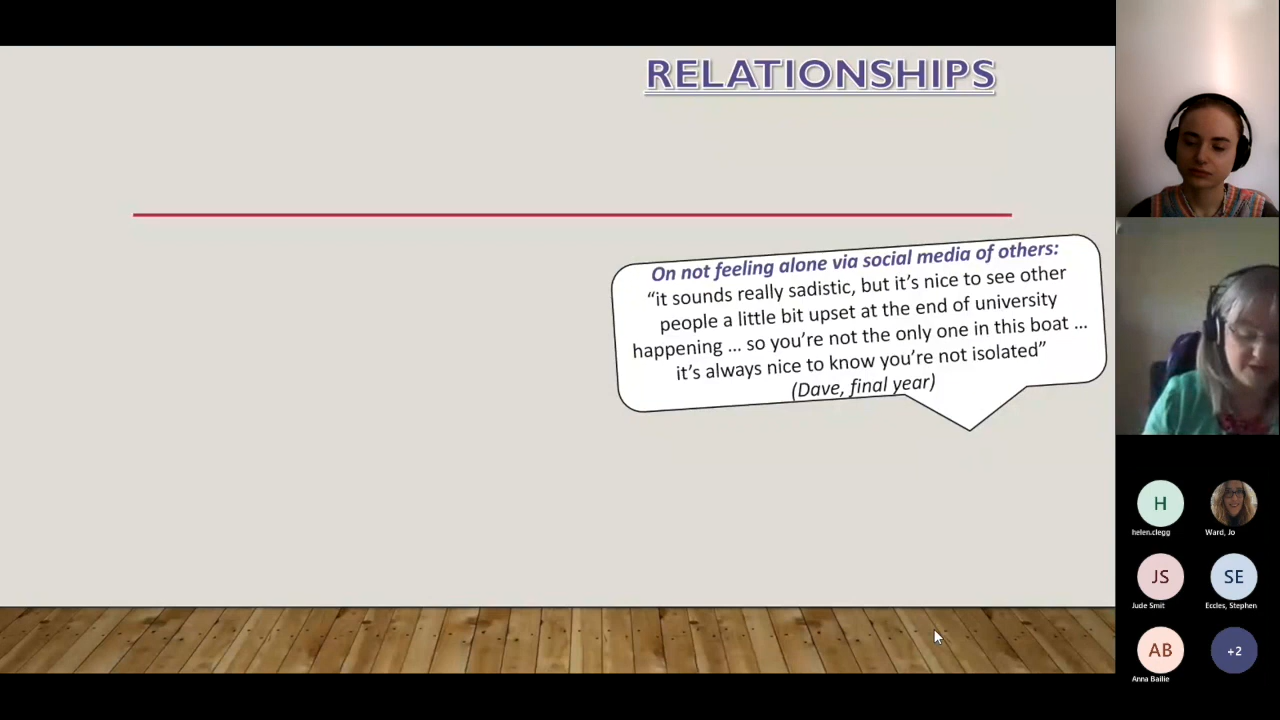 RELATIONSHIPS
On not feeling alone via social media of others:
“it sounds really sadistic, but it’s nice to see other
people a little bit upset at the end of university
happening ... so you’re not the only one in this boat ...
it’s always nice to know you’re not isolated”
(Dave, final year)
H
helen.clegg
Ward, Jo
JS
Jude Smit
SE
Eccles, Stephen
AB
Anna Bailie
+2